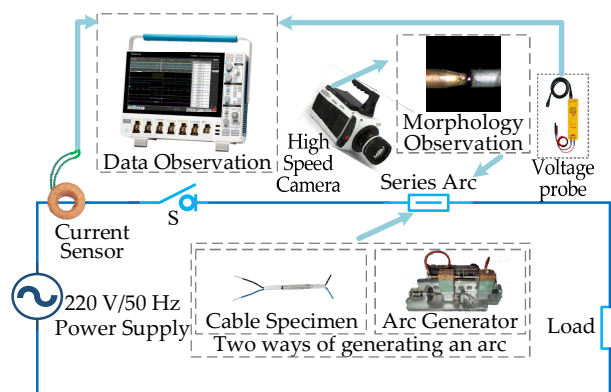 Data Observation
High
Speed
Camera
Morphology
Observation
Voltage
probe
Series Arc
S
Current
Sensor
220 V/50 Hz
Power Supply
Cable Specimen
Arc Generator
Two ways of generating an arc
Load